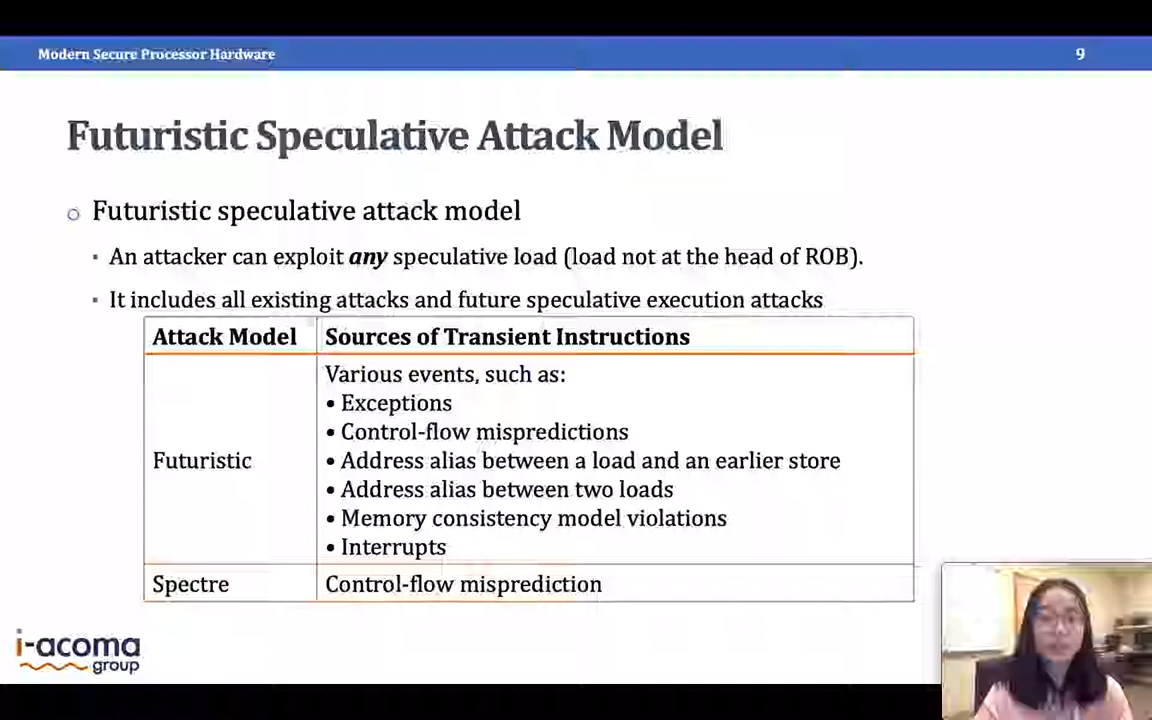 Modern Secure Processor Hardware 9
Futuristic Speculative Attack Model
Futuristic speculative attack model
An attacker can exploit any speculative load (load not at the head of ROB).
It includes all existing attacks and future speculative execution attacks
Attack Model Sources of Transient Instructions
Various events, such as:
• Exceptions
• Control-flow mispredictions
Futuristic • Address alias between a load and an earlier store
• Address alias between two loads
• Memory consistency model violations
• Interrupts
Spectre Control-flow misprediction
i-acoma
group